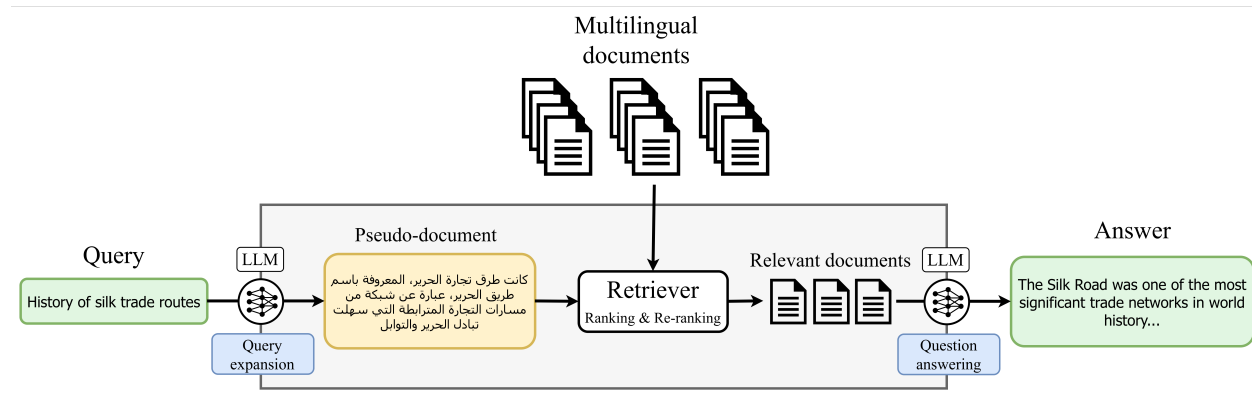 Multilingual
documents
Query
LLM
Pseudo-document
Relevant documents
LLM
Answer
History of silk trade routes
كانت طرق تجارة الحرير، المعروفة باسم
طريق الحرير، عبارة عن شبكة من
مسارات التجارة المترابطة التي سهلت
تبادل الحرير والتوابل
Retriever
Ranking & Re-ranking
The Silk Road was one of the most
significant trade networks in world
history...
Query
expansion
Question
answering